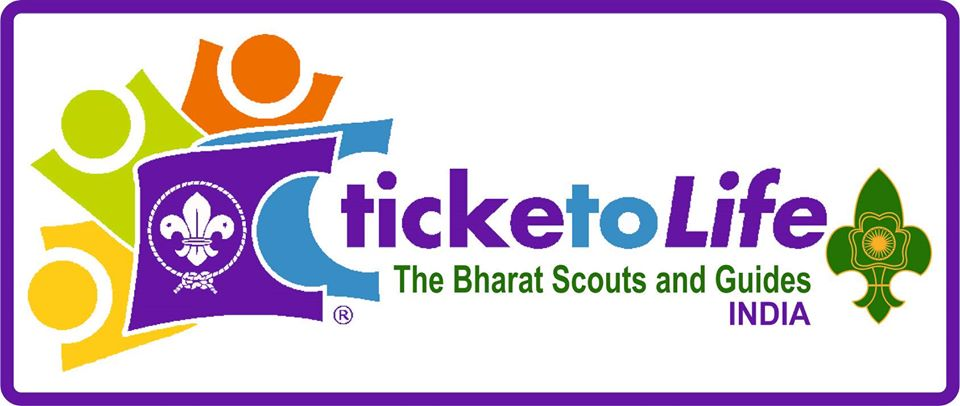 ticketoLife
The Bharat Scouts and Guides
INDIA
®